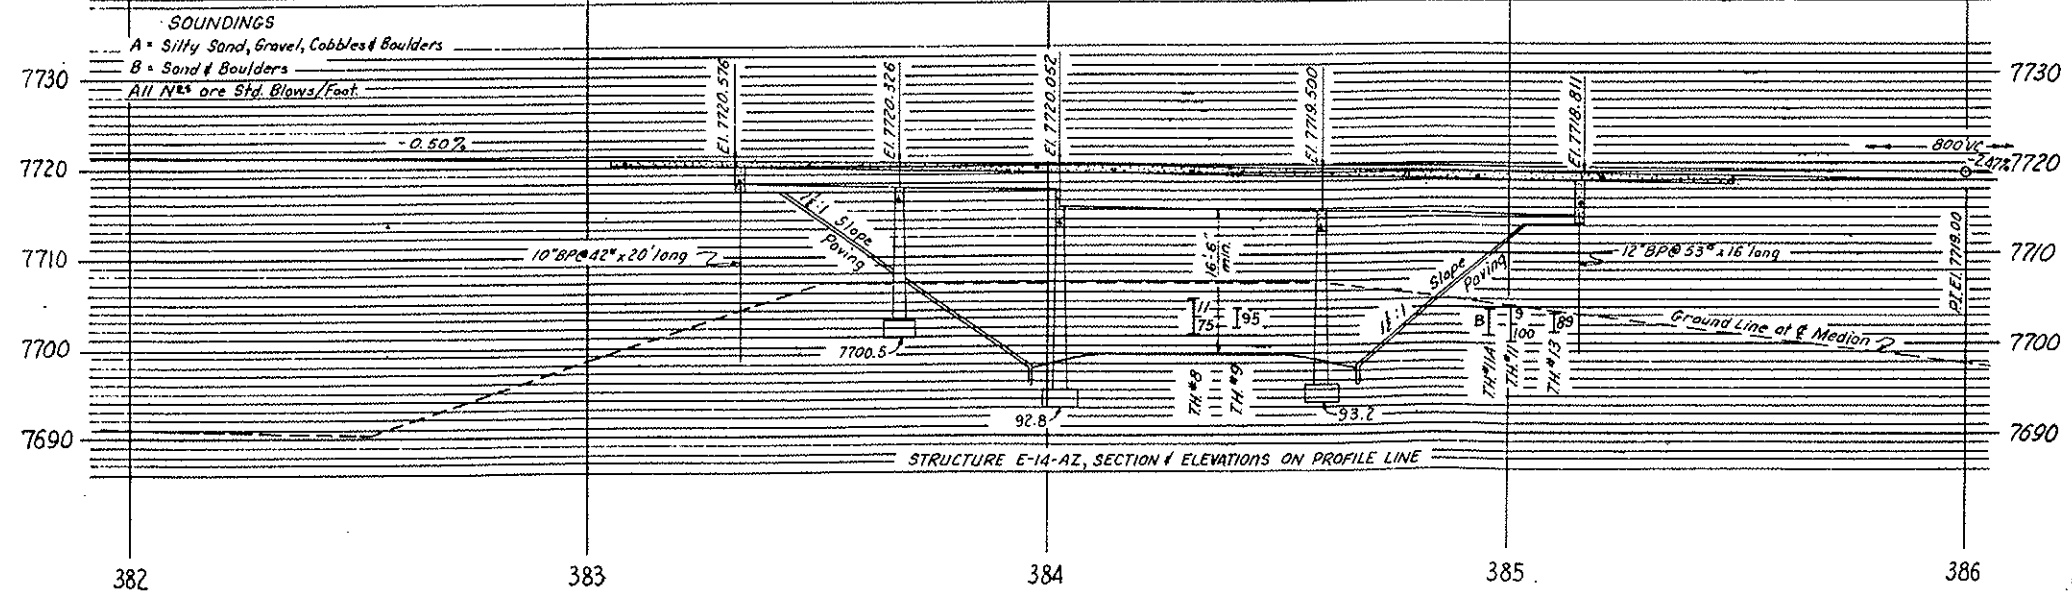 SOUNDINGS
A = Silty Sand, Gravel, Cobbles & Boulders
B = Sand & Boulders
All Nos are Std. Blows/Foot
7730
7730
El. 7720.576
El. 7720.326
El. 7720.052
El. 7719.500
El. 7718.811
-0.50%
800'VC
-2.47%
7720
7720
1½:1 Slope
Paving
10"BP@42# x 20' long
16'-6"
min.
Slope
Paving
1½:1
12"BP@53# x 16' long
P.I. El. 7719.00
7710
7710
11
75
95
B
9
100
89
Ground Line at ₵ Median
7700.5
7700
7700
T.H.#8
T.H.#9
T.H.#11A
T.H.#11
T.H.#13
92.8
93.2
7690
7690
STRUCTURE E-14-AZ, SECTION & ELEVATIONS ON PROFILE LINE
382
383
384
385
386